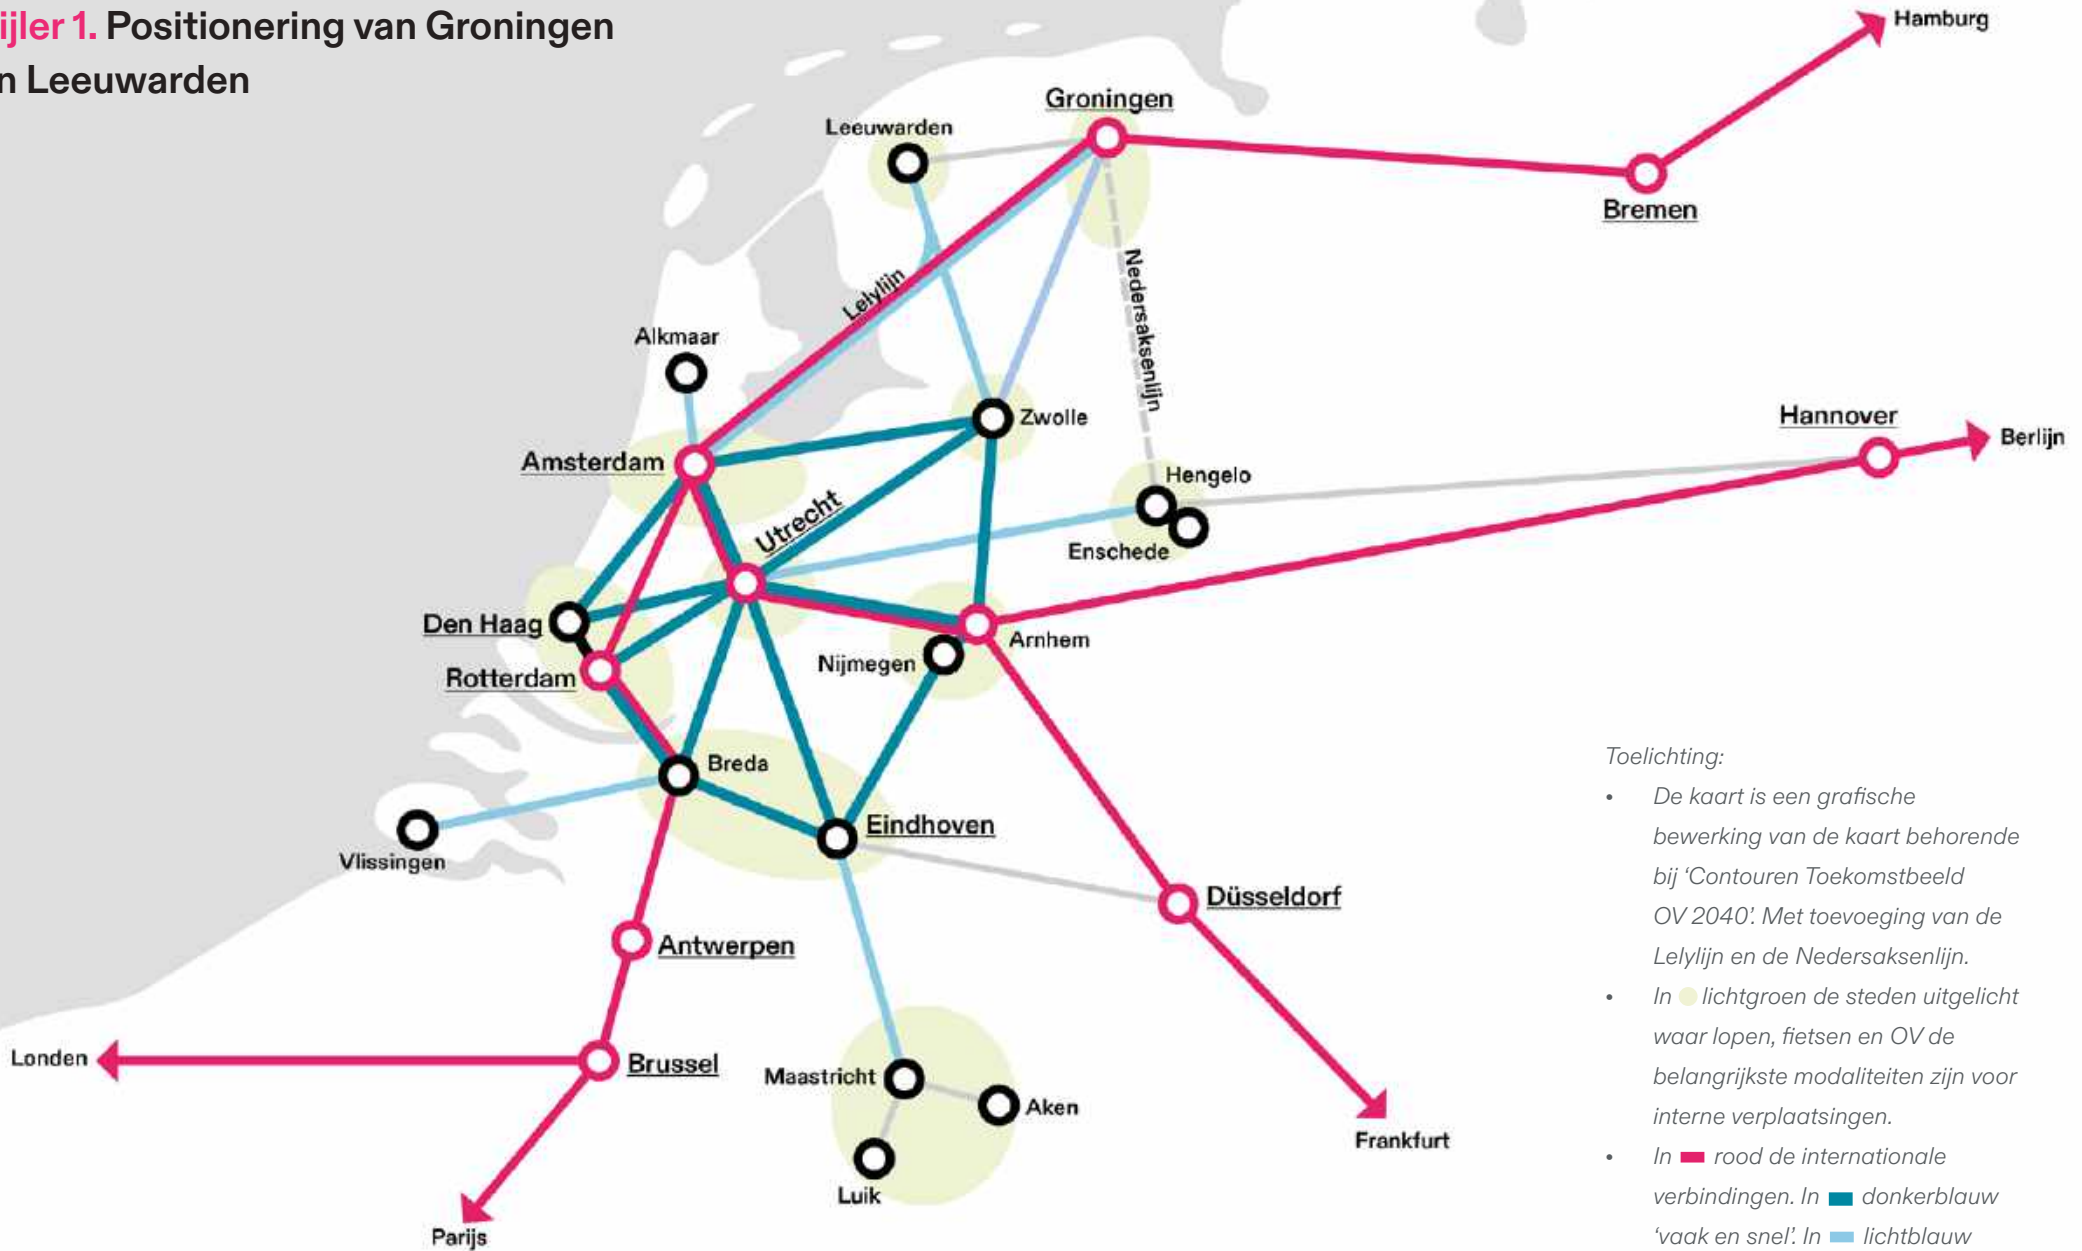 ijler 1. Positionering van Groningen
n Leeuwarden
Hamburg
Groningen
Leeuwarden
Bremen
Lelylijn
Nedersaksenlijn
Alkmaar
Zwolle
Hannover
Berlijn
Amsterdam
Hengelo
Utrecht
Enschede
Den Haag
Arnhem
Nijmegen
Rotterdam
Breda
Eindhoven
Vlissingen
Düsseldorf
Antwerpen
Londen
Brussel
Maastricht
Aken
Frankfurt
Luik
Parijs
Toelichting:
• De kaart is een grafische
bewerking van de kaart behorende
bij ‘Contouren Toekomstbeeld
OV 2040’. Met toevoeging van de
Lelylijn en de Nedersaksenlijn.
• In lichtgroen de steden uitgelicht
waar lopen, fietsen en OV de
belangrijkste modaliteiten zijn voor
interne verplaatsingen.
• In rood de internationale
verbindingen. In donkerblauw
‘vaak en snel’. In lichtblauw